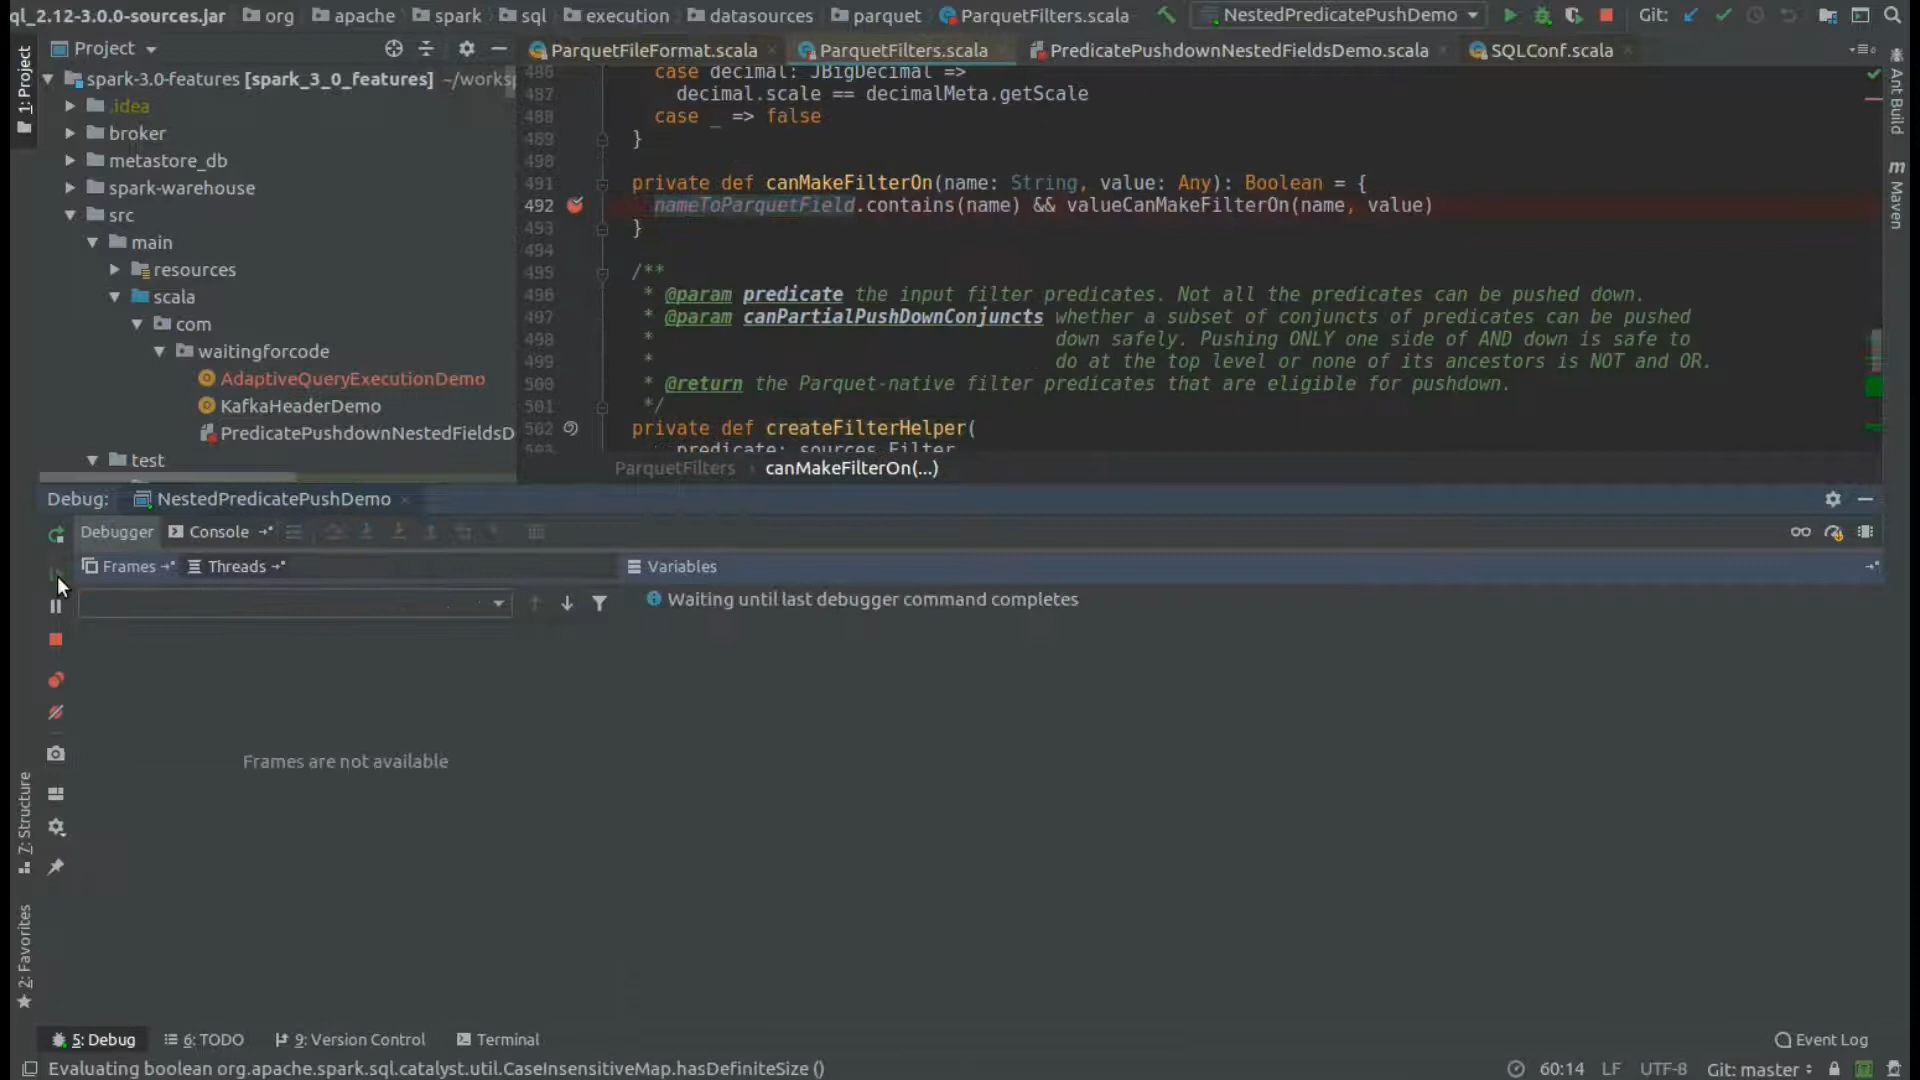 ql_2.12-3.0.0-sources.jar org apache spark sql execution datasources parquet ParquetFilters.scala NestedPredicatePushDemo Git:
1: Project
Project
ParquetFileFormat.scala ParquetFilters.scala PredicatePushdownNestedFieldsDemo.scala SQLConf.scala
spark-3.0-features [spark_3_0_features] ~/worksp
.idea
broker
metastore_db
spark-warehouse
src
main
resources
scala
com
waitingforcode
AdaptiveQueryExecutionDemo
KafkaHeaderDemo
PredicatePushdownNestedFieldsD
test
486 case decimal: JBigDecimal =>
487 decimal.scale == decimalMeta.getScale
488 case _ => false
489 }
490
491 private def canMakeFilterOn(name: String, value: Any): Boolean = {
492 nameToParquetField.contains(name) && valueCanMakeFilterOn(name, value)
493 }
494
495 /**
496 * @param predicate the input filter predicates. Not all the predicates can be pushed down.
497 * @param canPartialPushDownConjuncts whether a subset of conjuncts of predicates can be pushed
498 * down safely. Pushing ONLY one side of AND down is safe to
499 * do at the top level or none of its ancestors is NOT and OR.
500 * @return the Parquet-native filter predicates that are eligible for pushdown.
501 */
502 private def createFilterHelper(
503 predicate: sources.Filter,
ParquetFilters canMakeFilterOn(...)
Ant Build
Maven
Debug: NestedPredicatePushDemo
Debugger Console
Frames Threads Variables
Waiting until last debugger command completes
Frames are not available
7: Structure
2: Favorites
5: Debug 6: TODO 9: Version Control Terminal Event Log
Evaluating boolean org.apache.spark.sql.catalyst.util.CaseInsensitiveMap.hasDefiniteSize () 60:14 LF UTF-8 Git: master